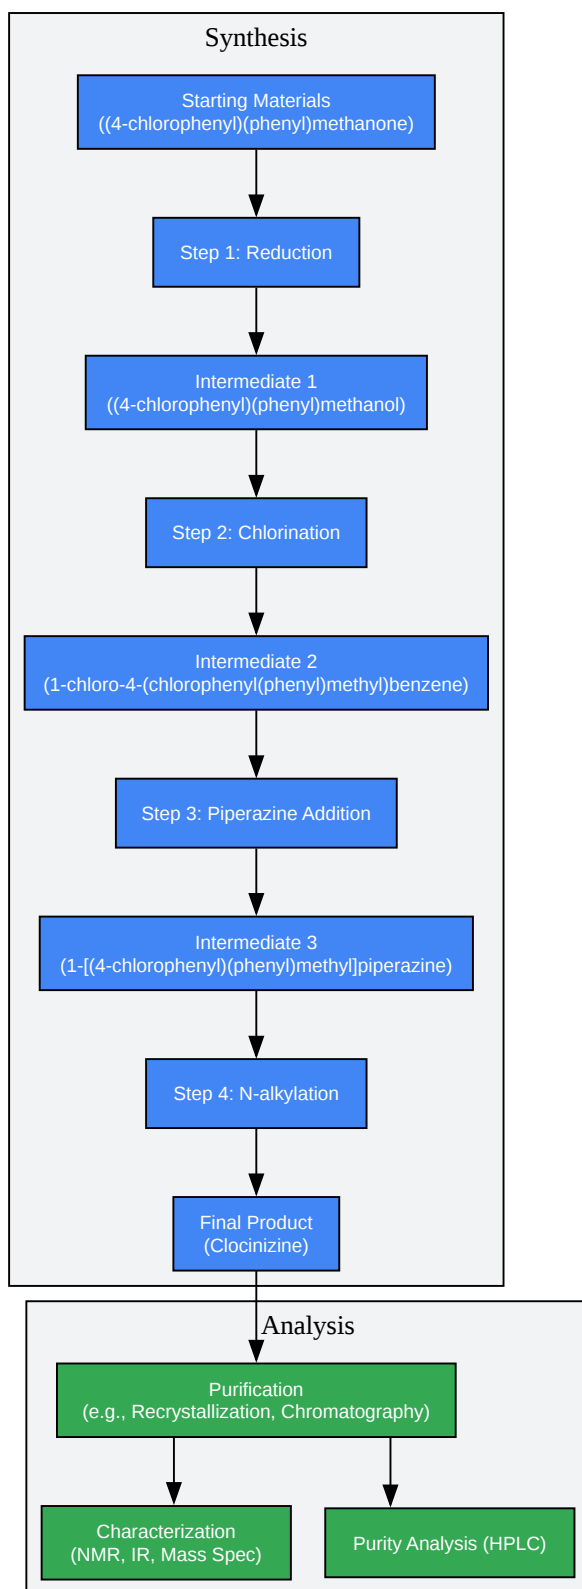 Synthesis
Starting Materials
((4-chlorophenyl)(phenyl)methanone)
Step 1: Reduction
Intermediate 1
((4-chlorophenyl)(phenyl)methanol)
Step 2: Chlorination
Intermediate 2
(1-chloro-4-(chlorophenyl(phenyl)methyl)benzene)
Step 3: Piperazine Addition
Intermediate 3
(1-[(4-chlorophenyl)(phenyl)methyl]piperazine)
Step 4: N-alkylation
Final Product
(Clocinizine)
Analysis
Purification
(e.g., Recrystallization, Chromatography)
Characterization
(NMR, IR, Mass Spec)
Purity Analysis (HPLC)